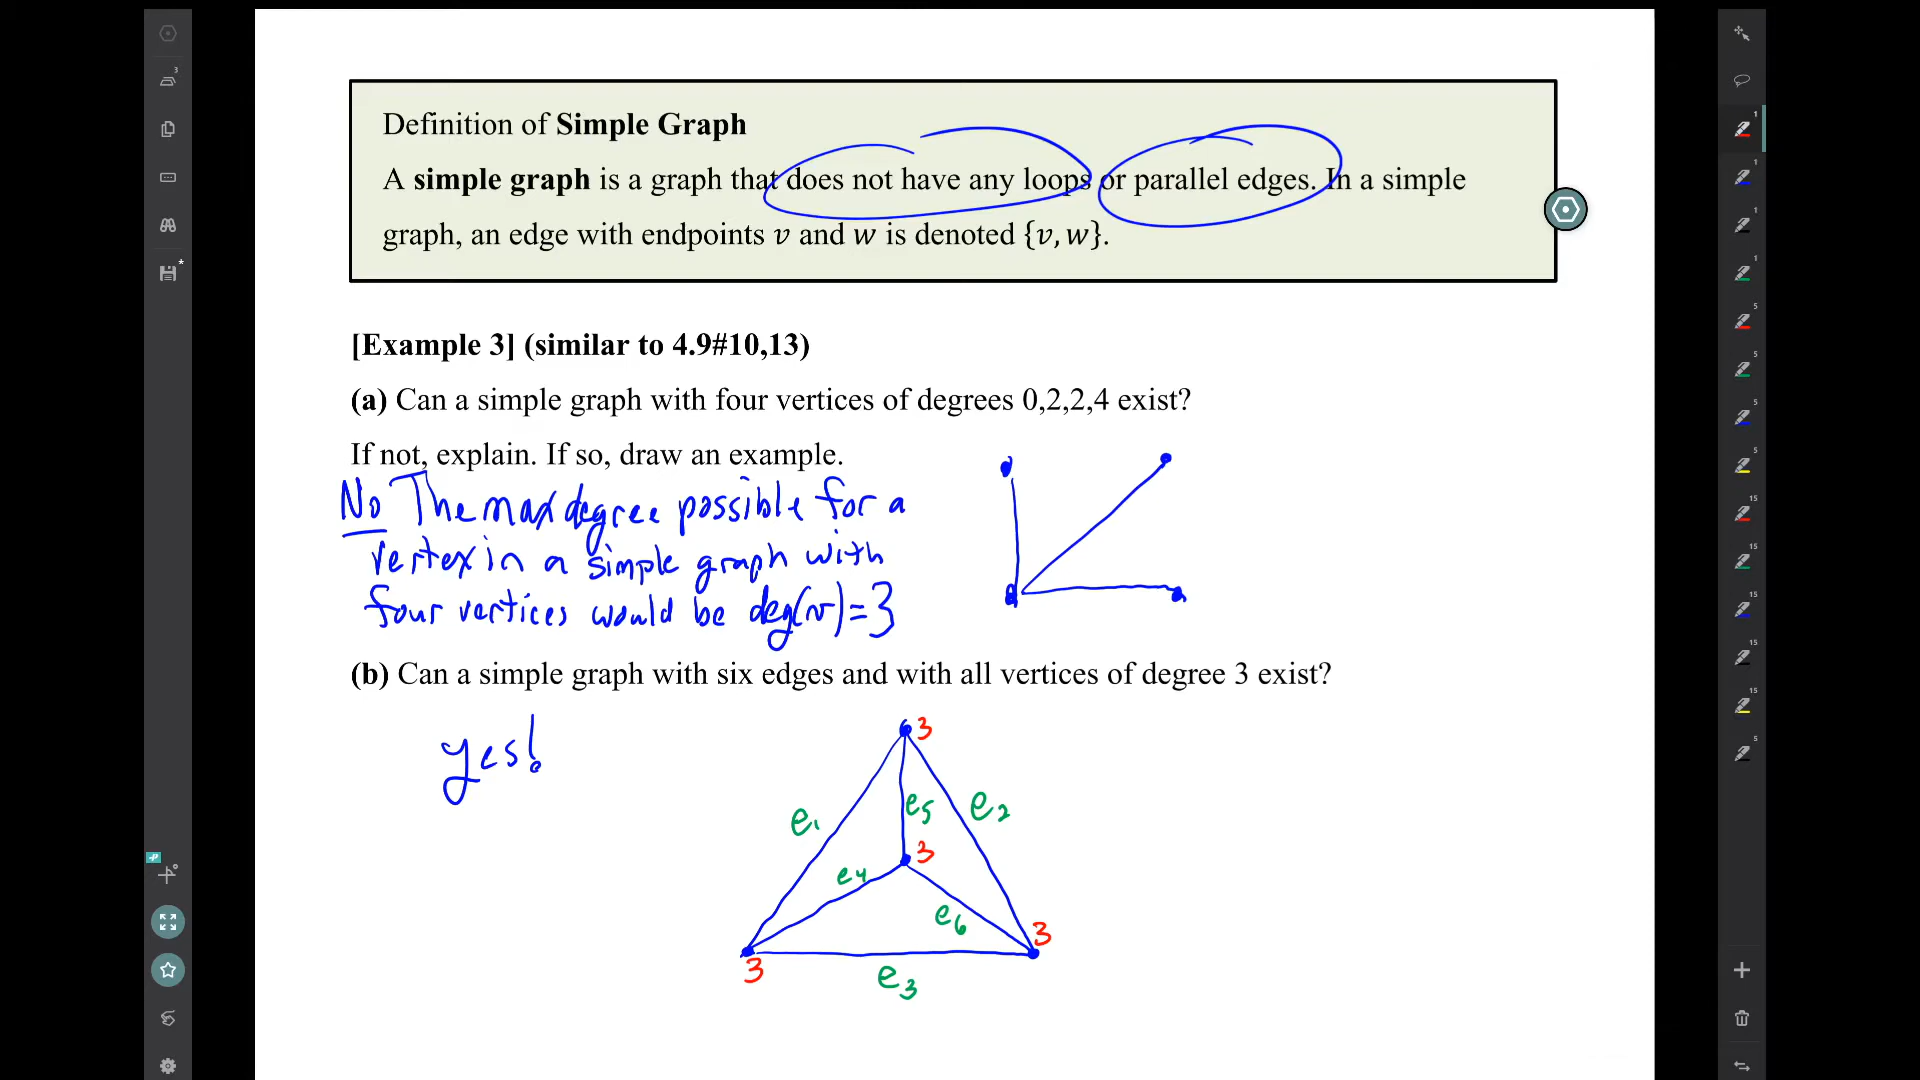 Definition of Simple Graph
A simple graph is a graph that does not have any loops or parallel edges. In a simple
graph, an edge with endpoints v and w is denoted {v, w}.
[Example 3] (similar to 4.9#10,13)
(a) Can a simple graph with four vertices of degrees 0,2,2,4 exist?
If not, explain. If so, draw an example.
No The max degree possible for a
vertex in a simple graph with
four vertices would be deg(v)=3
(b) Can a simple graph with six edges and with all vertices of degree 3 exist?
yes!
3
e1 e5 e2
3
e4
e6
3
3
e3